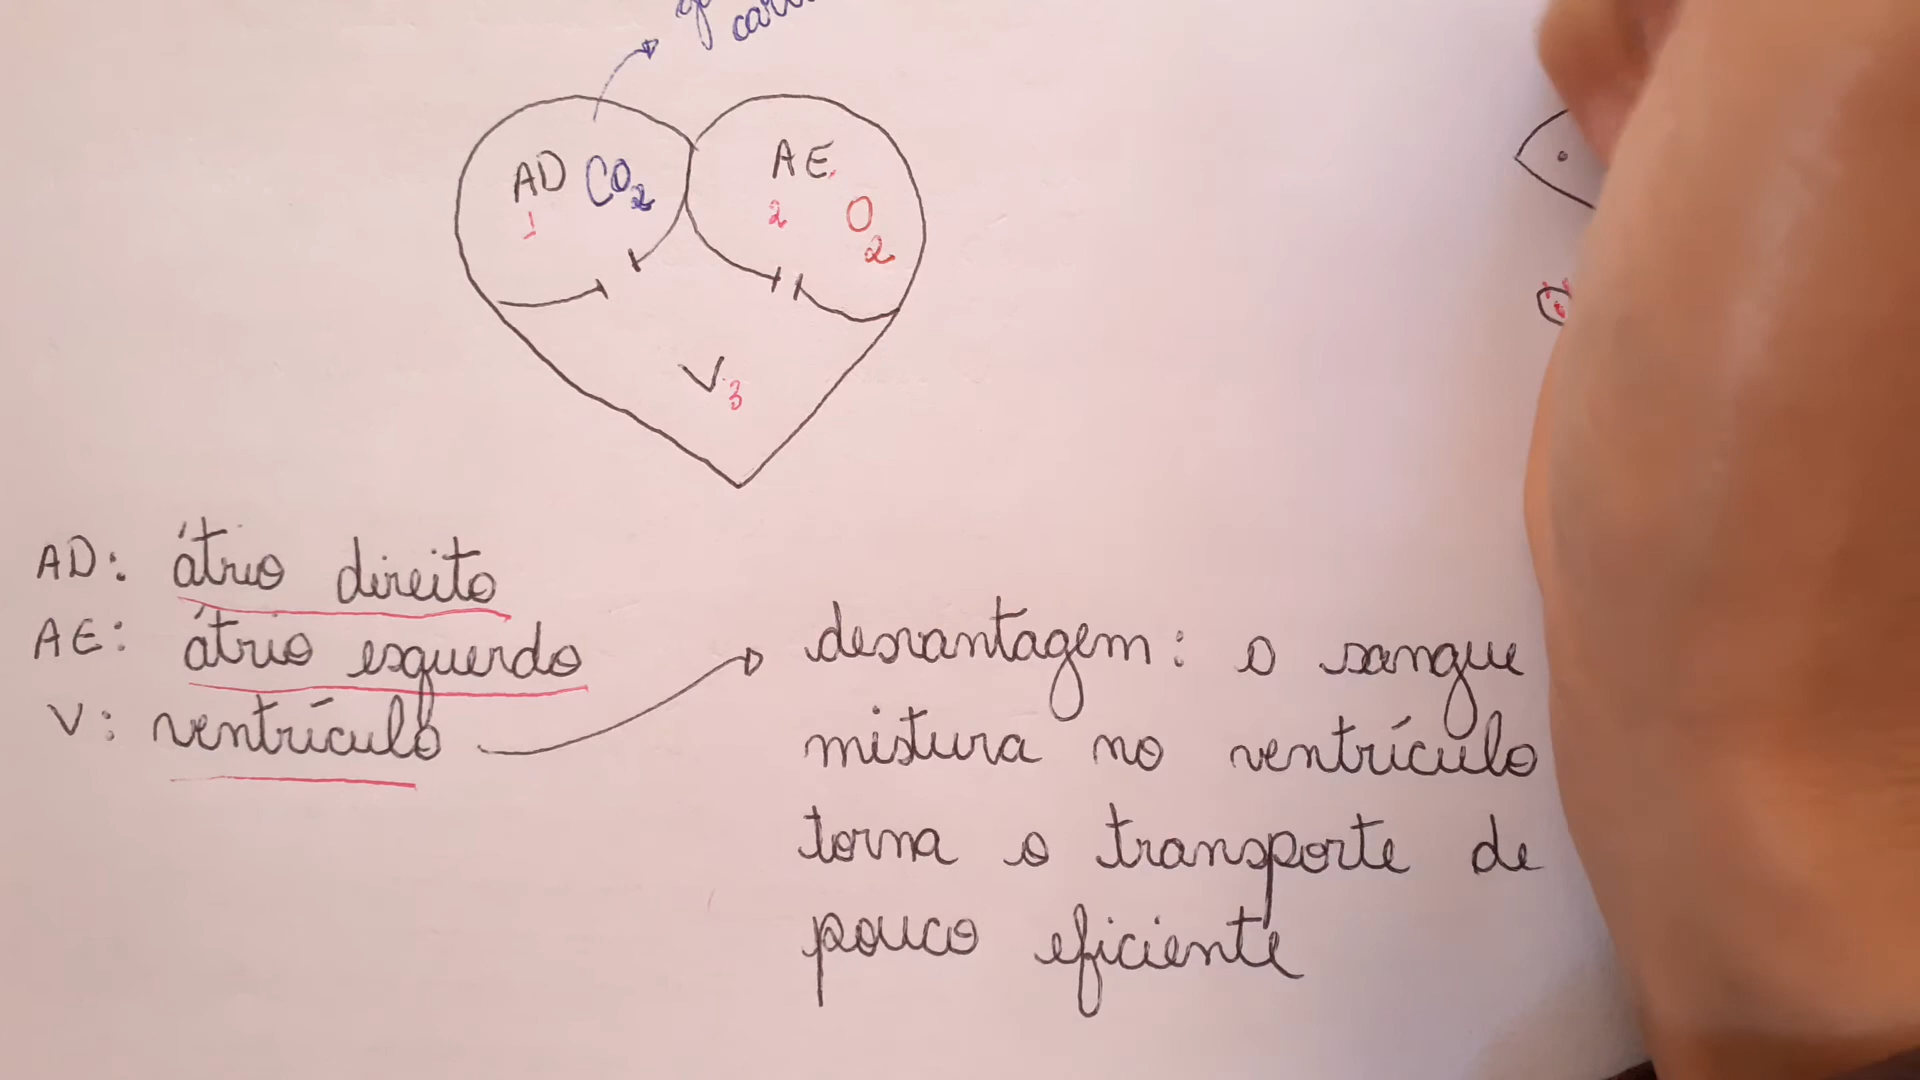 AD CO2
1
AE
2 O2
V3
AD: átrio direito
AE: átrio esquerdo
V: ventrículo
desvantagem: o sangue
mistura no ventrículo
torna o transporte de
pouco eficiente